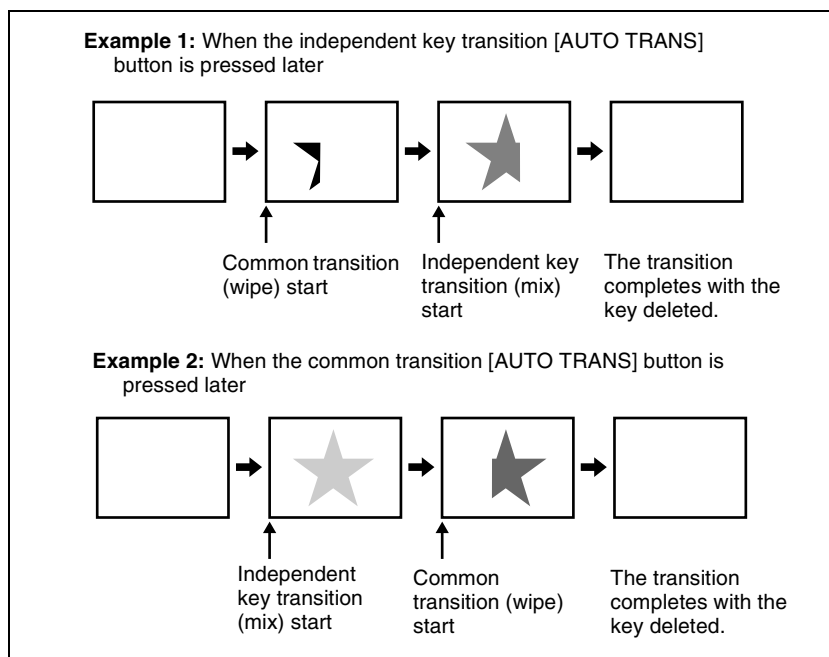 Example 1: When the independent key transition [AUTO TRANS]
button is pressed later
Common transition
(wipe) start
Independent key
transition (mix)
start
The transition
completes with the
key deleted.
Example 2: When the common transition [AUTO TRANS] button is
pressed later
Independent
key transition
(mix) start
Common
transition (wipe)
start
The transition
completes with the
key deleted.